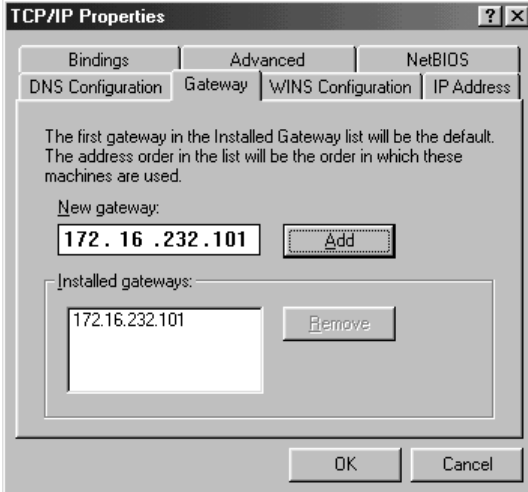 TCP/IP Properties
? X
Bindings Advanced NetBIOS
DNS Configuration Gateway WINS Configuration IP Address
The first gateway in the Installed Gateway list will be the default.
The address order in the list will be the order in which these
machines are used.
New gateway:
172. 16 .232.101 Add
Installed gateways:
172.16.232.101 Remove
OK Cancel